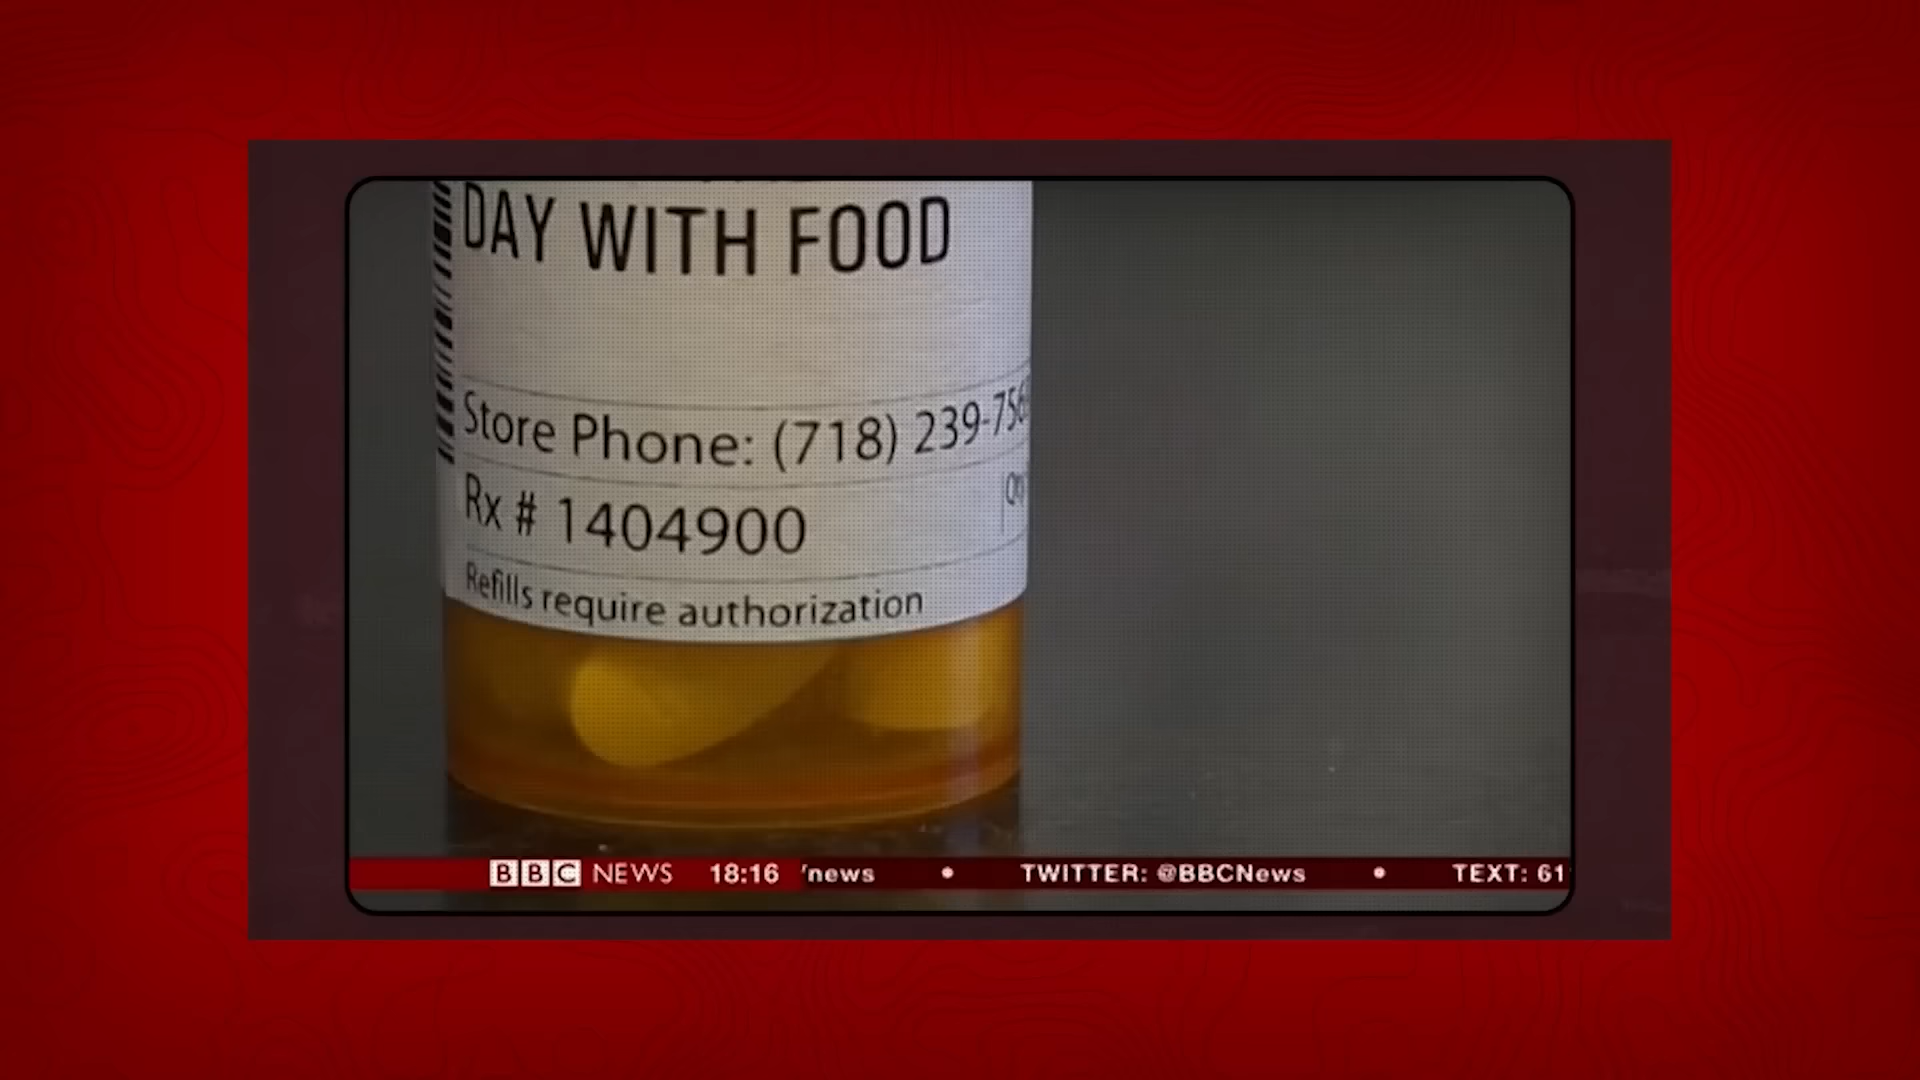 DAY WITH FOOD
Store Phone: (718) 239-756
Rx # 1404900
Refills require authorization
BBC NEWS 18:16 'news • TWITTER: @BBCNews • TEXT: 61